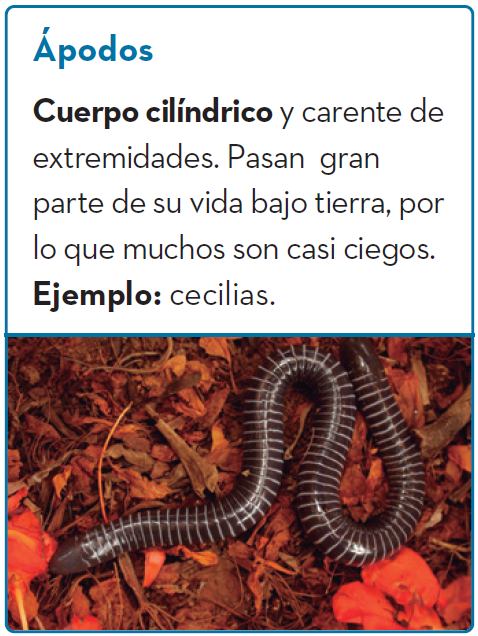 Ápodos
Cuerpo cilíndrico y carente de
extremidades. Pasan gran
parte de su vida bajo tierra, por
lo que muchos son casi ciegos.
Ejemplo: cecilias.